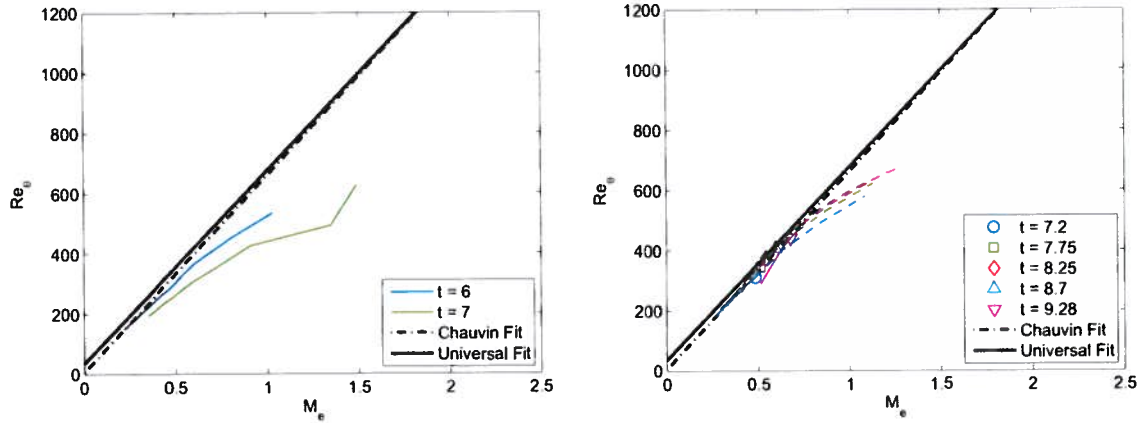 1200
1000
800
600
400
200
0
Re_θ
0
0.5
1
1.5
2
2.5
M_e
t = 6
t = 7
Chauvin Fit
Universal Fit
1200
1000
800
600
400
200
0
Re_θ
0
0.5
1
1.5
2
2.5
M_e
t = 7.2
t = 7.75
t = 8.25
t = 8.7
t = 9.28
Chauvin Fit
Universal Fit